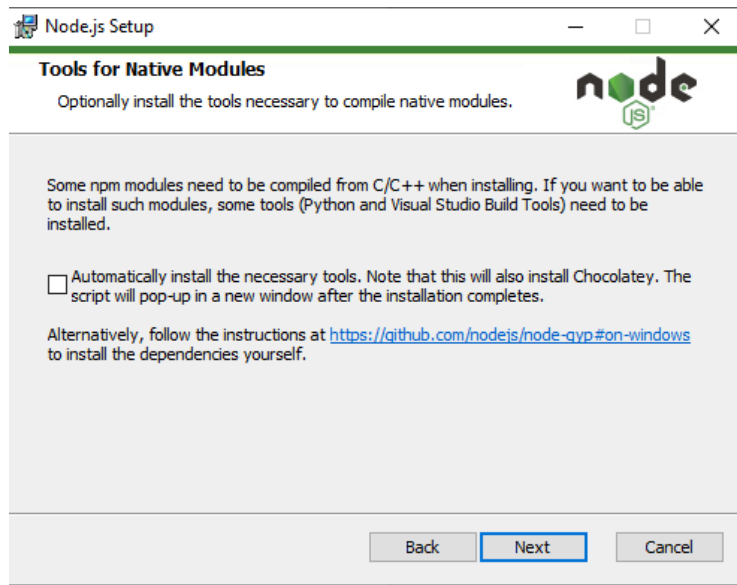 Node.js Setup
Tools for Native Modules
Optionally install the tools necessary to compile native modules.
node
JS
Some npm modules need to be compiled from C/C++ when installing. If you want to be able
to install such modules, some tools (Python and Visual Studio Build Tools) need to be
installed.
Automatically install the necessary tools. Note that this will also install Chocolatey. The
script will pop-up in a new window after the installation completes.
Alternatively, follow the instructions at https://github.com/nodejs/node-gyp#on-windows
to install the dependencies yourself.
Back
Next
Cancel